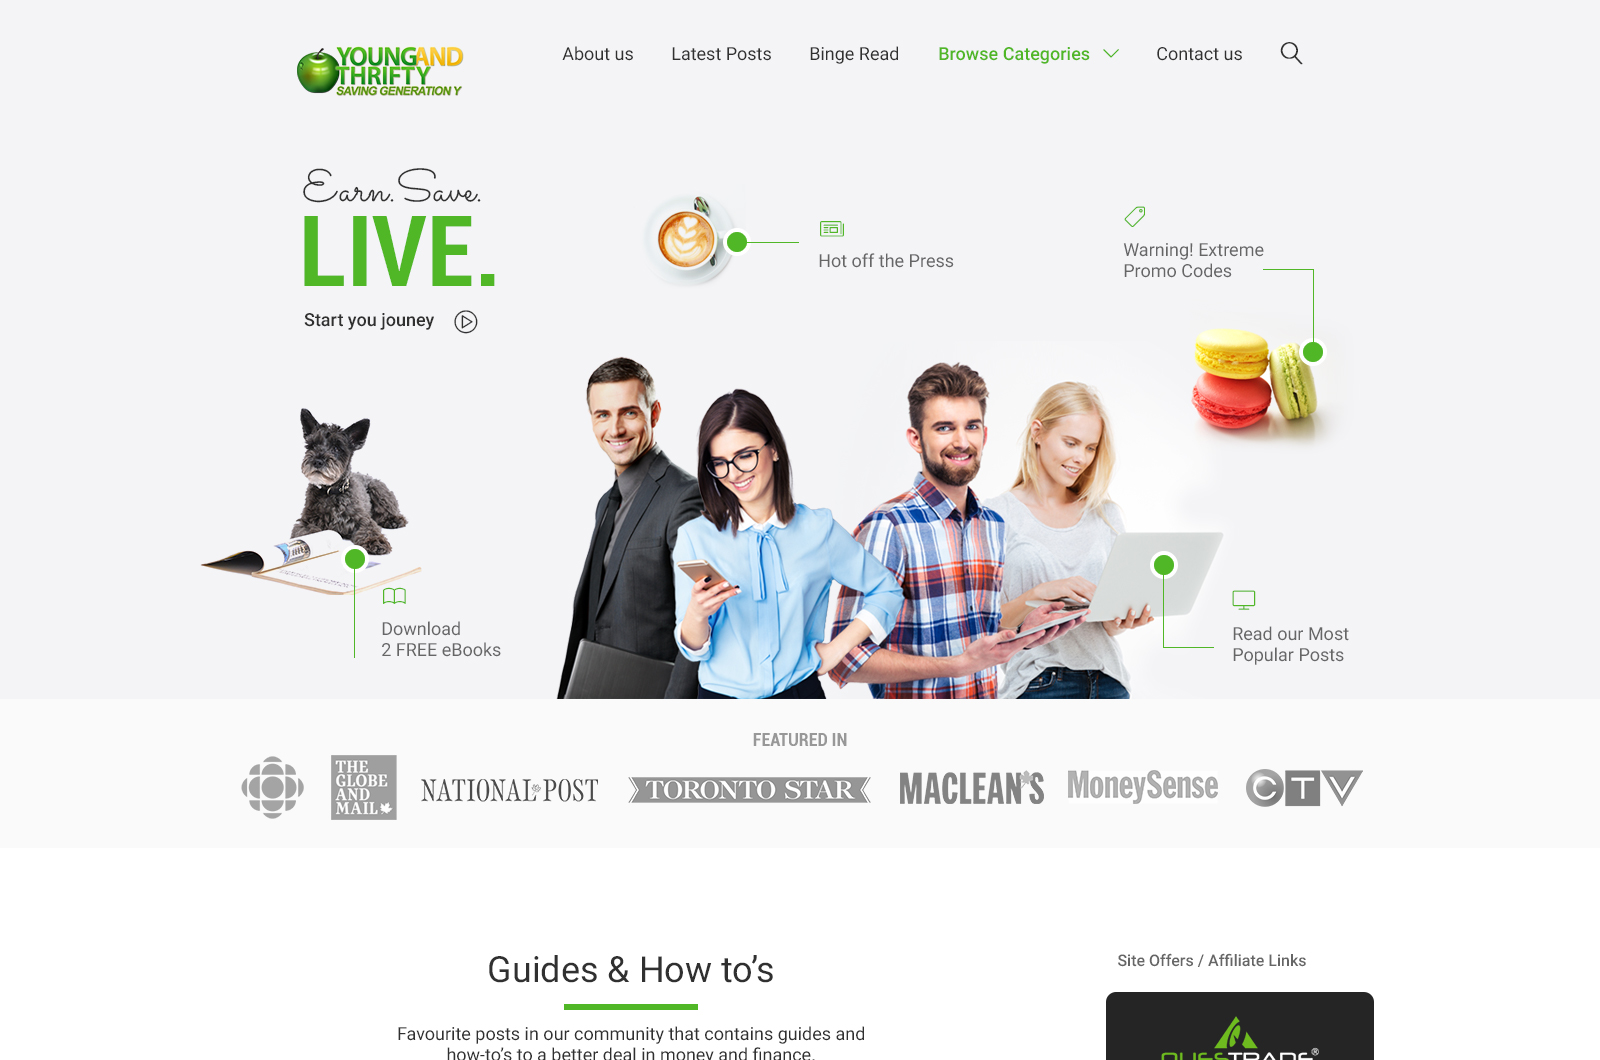 YOUNGAND
THRIFTY
SAVING GENERATION Y
About us
Latest Posts
Binge Read
Browse Categories
Contact us
Earn. Save.
LIVE.
Start you jouney
Hot off the Press
Warning! Extreme
Promo Codes
Download
2 FREE eBooks
Read our Most
Popular Posts
FEATURED IN
THE
GLOBE
AND
MAIL
NATIONAL POST
TORONTO STAR
MACLEAN'S
MoneySense
CTV
Guides & How to’s
Favourite posts in our community that contains guides and
how-to’s to a better deal in money and finance.
Site Offers / Affiliate Links
QUESTRADE®